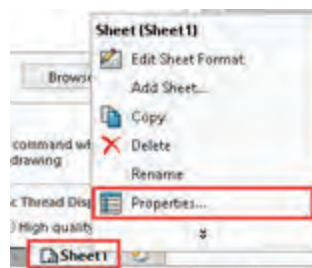 Sheet (Sheet1)
Edit Sheet Format
Add Sheet...
Browse
Copy
command wh
Delete
drawing
Rename
c Thread Disp
Properties...
High quality
Sheet1